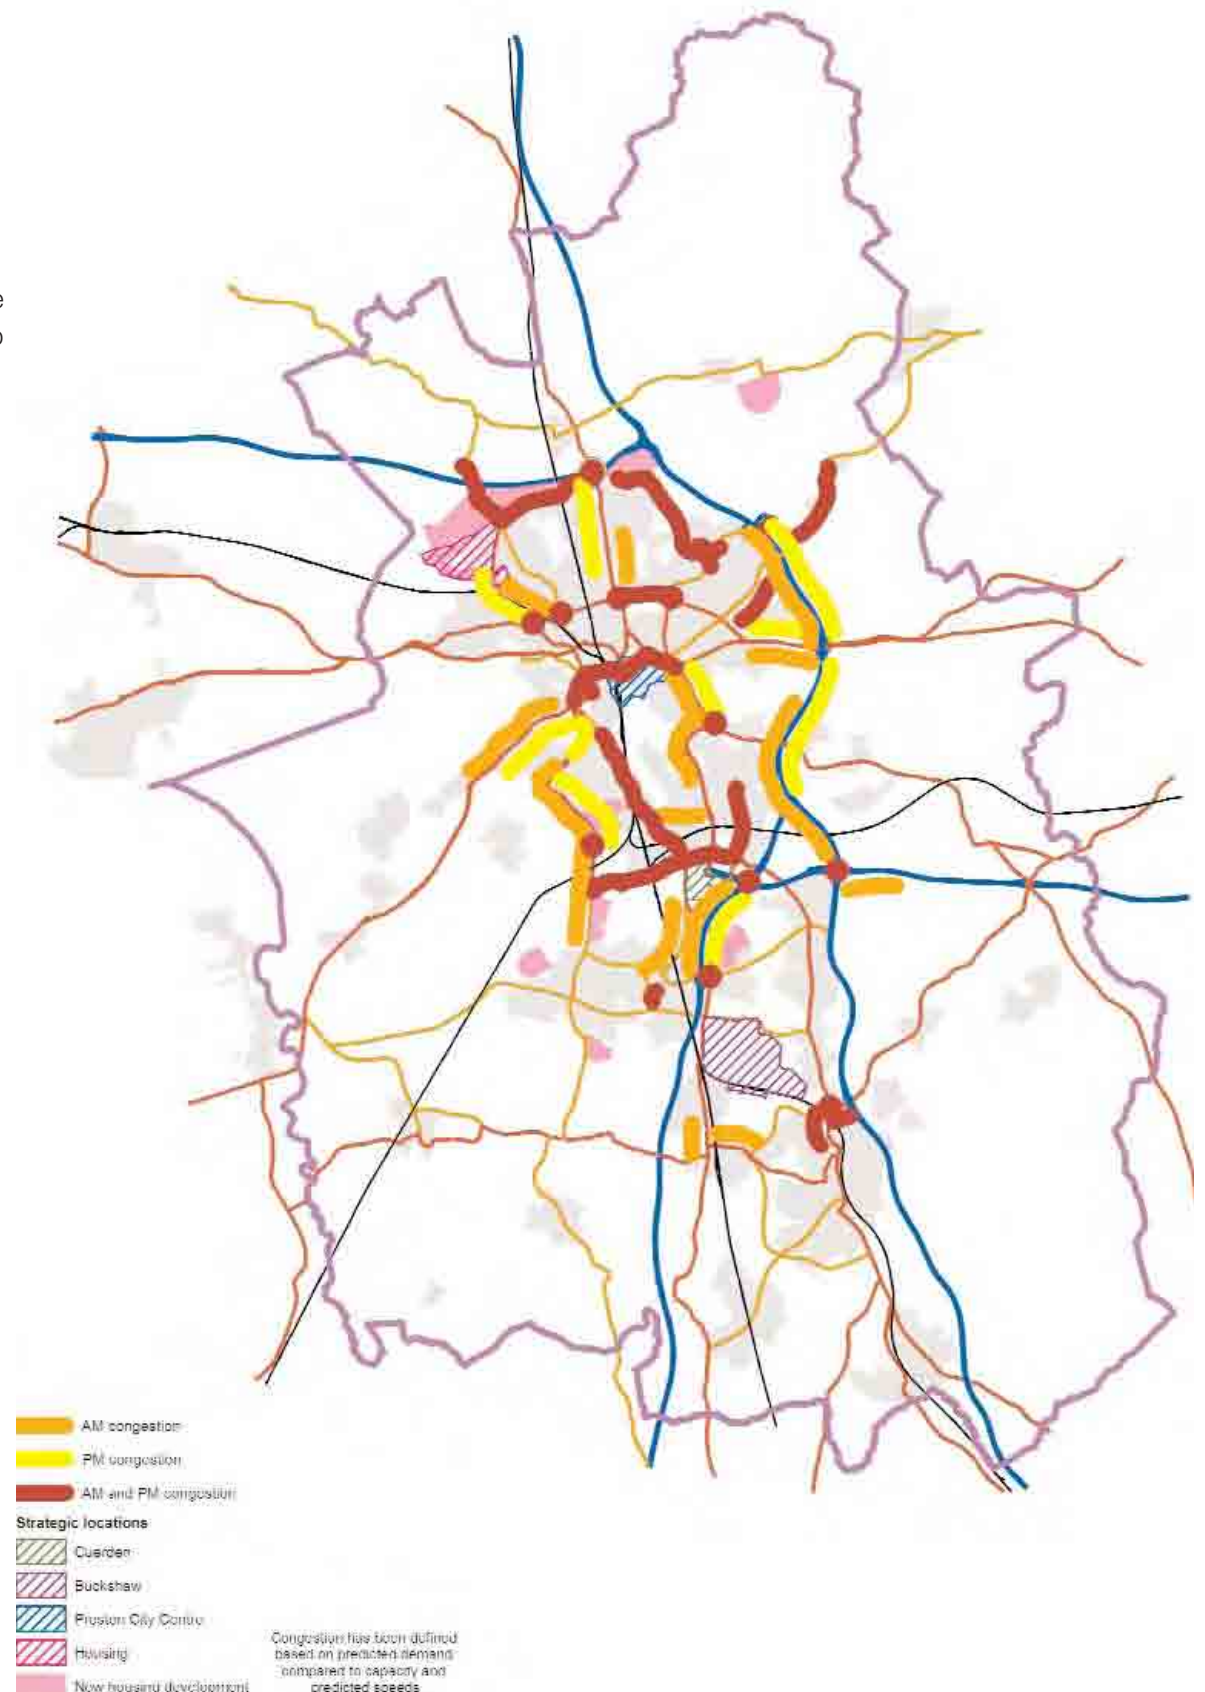 e
o
AM congestion
PM congestion
AM and PM congestion
Strategic locations
Cuerden
Buckshaw
Preston City Centre
Housing
New housing development
Congestion has been defined
based on predicted demand
compared to capacity and
predicted speeds